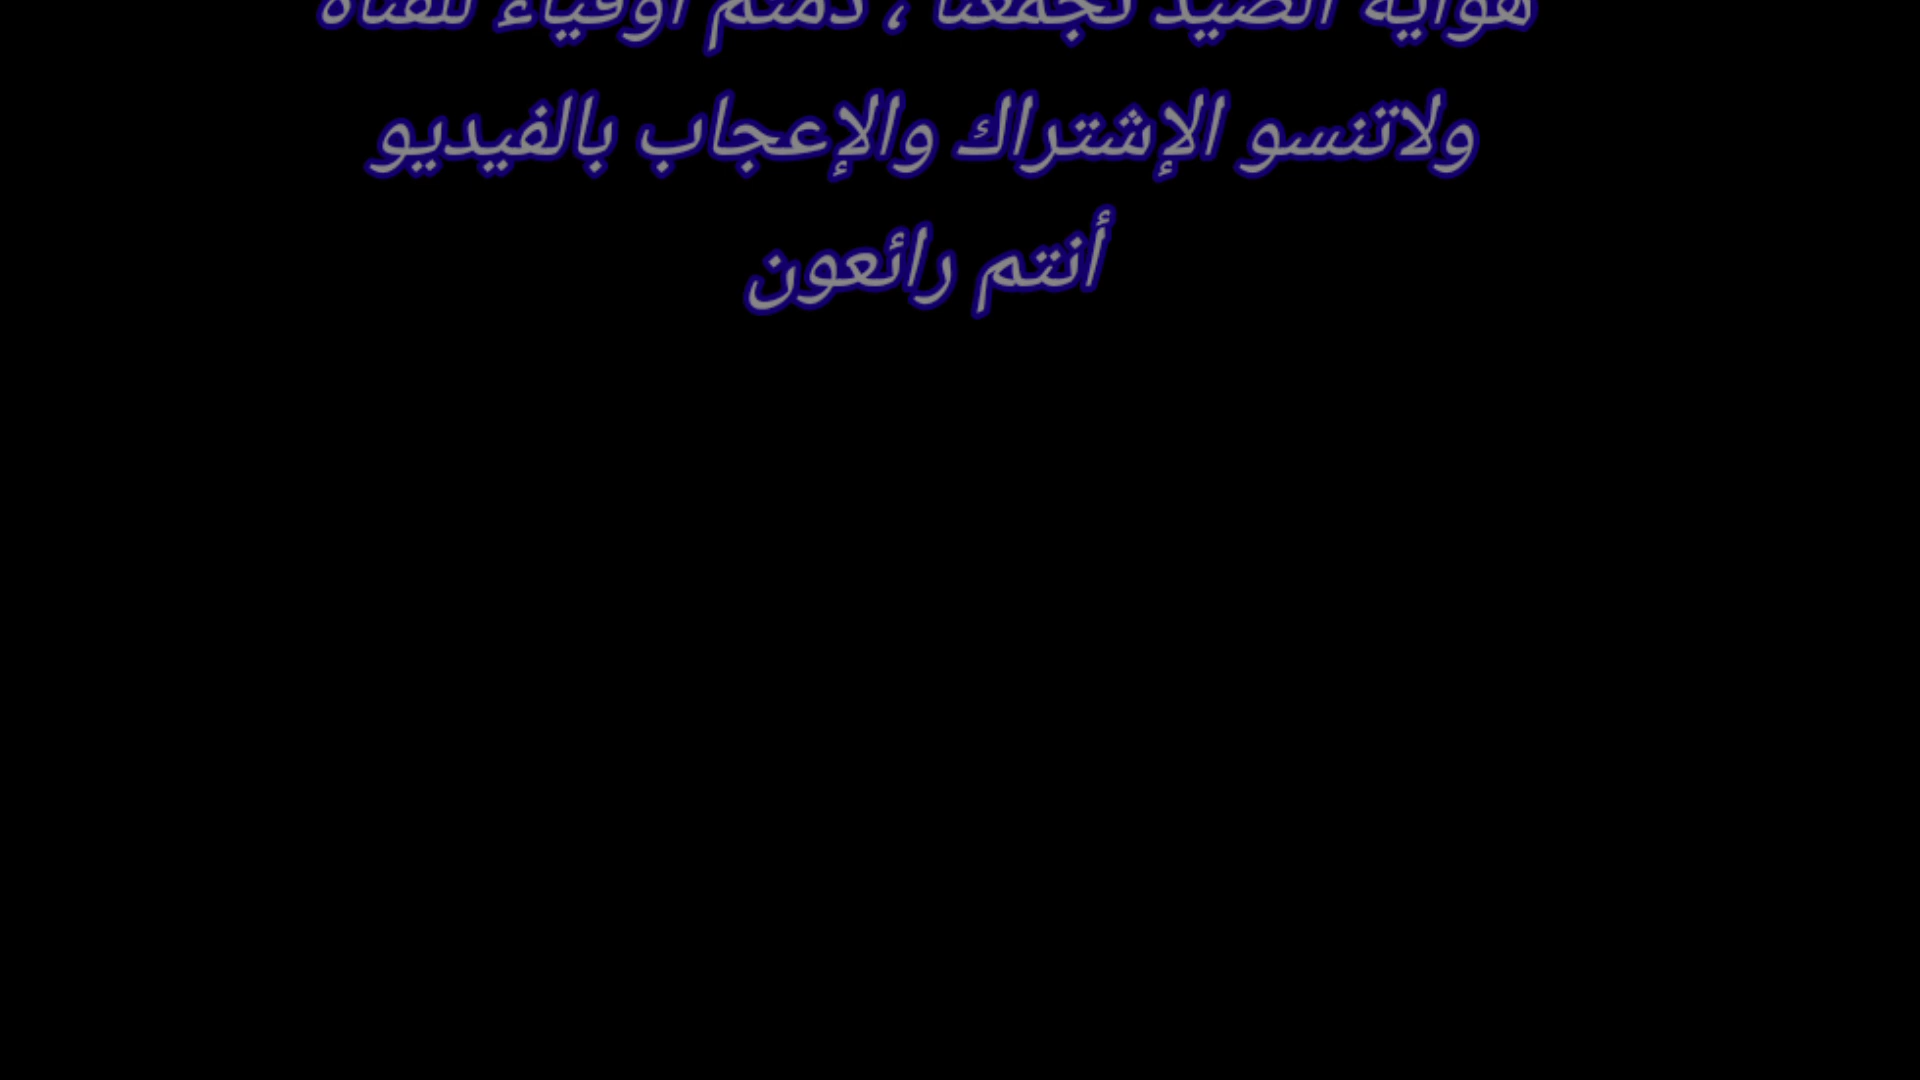 هواية الصيد تجمعنا ، دمتم أوفياء للقناة
ولاتنسو الإشتراك والإعجاب بالفيديو
أنتم رائعون